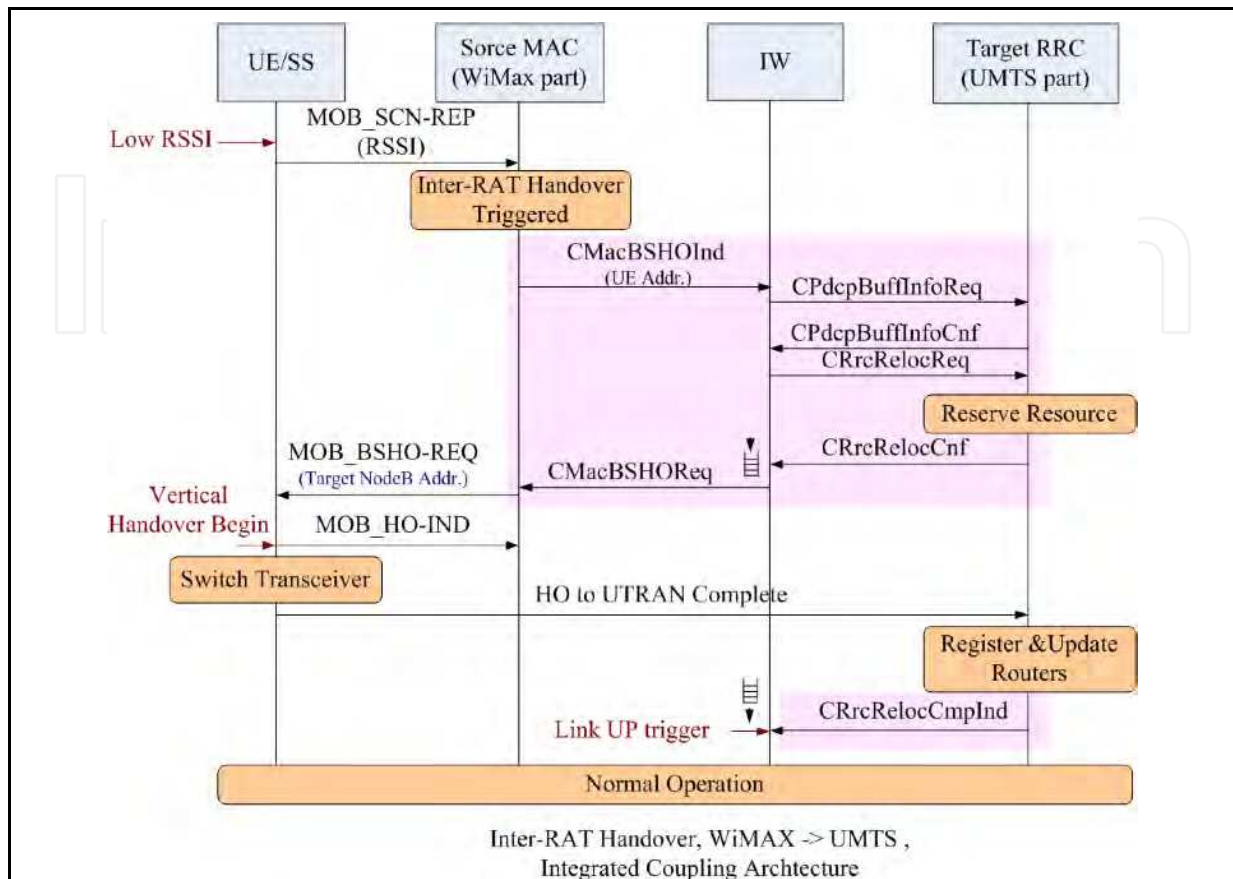 UE/SS
Sorce MAC
(WiMax part)
IW
Target RRC
(UMTS part)
MOB_SCN-REP
(RSSI)
Low RSSI
Inter-RAT Handover
Triggered
CMacBSHOInd
(UE Addr.)
CPdcpBuffInfoReq
CPdcpBuffInfoCnf
CRrcRelocReq
Reserve Resource
CRrcRelocCnf
MOB_BSHO-REQ
(Target NodeB Addr.)
CMacBSHOReq
Vertical
Handover Begin
MOB_HO-IND
Switch Transceiver
HO to UTRAN Complete
Register &Update
Routers
CRrcRelocCmpInd
Link UP trigger
Normal Operation
Inter-RAT Handover, WiMAX -> UMTS ,
Integrated Coupling Archtecture